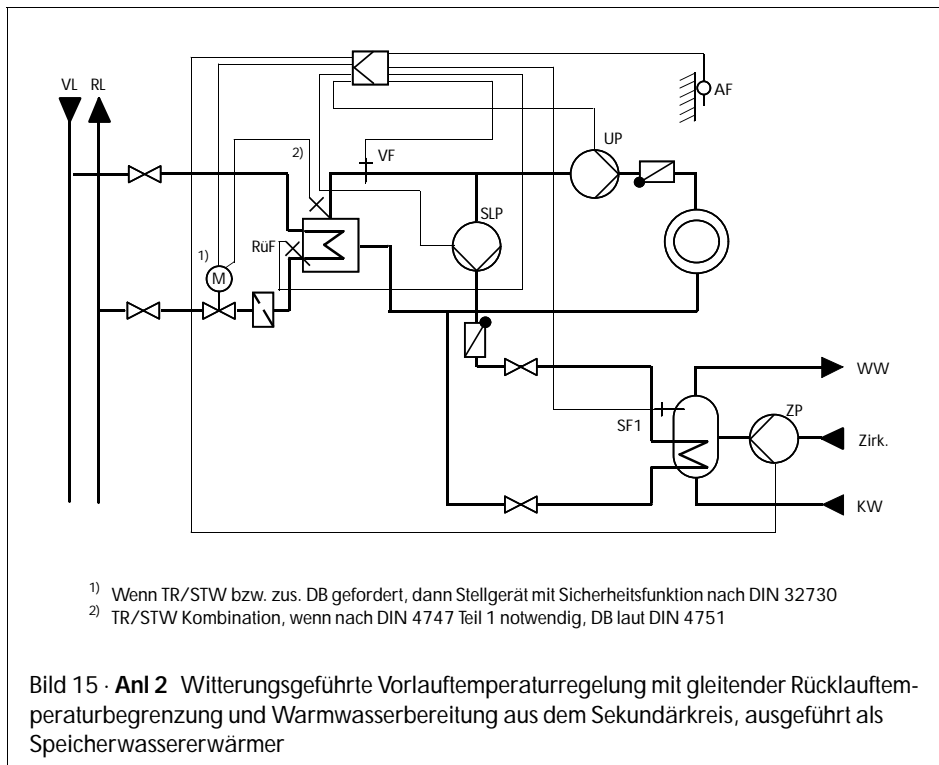 VL RL
AF
UP
2)
VF
SLP
RüF
1)
M
WW
ZP
SF1
Zirk.
KW
1) Wenn TR/STW bzw. zus. DB gefordert, dann Stellgerät mit Sicherheitsfunktion nach DIN 32730
2) TR/STW Kombination, wenn nach DIN 4747 Teil 1 notwendig, DB laut DIN 4751
Bild 15 · Anl 2 Witterungsgeführte Vorlauftemperaturregelung mit gleitender Rücklauftem-
peraturbegrenzung und Warmwasserbereitung aus dem Sekundärkreis, ausgeführt als
Speicherwassererwärmer